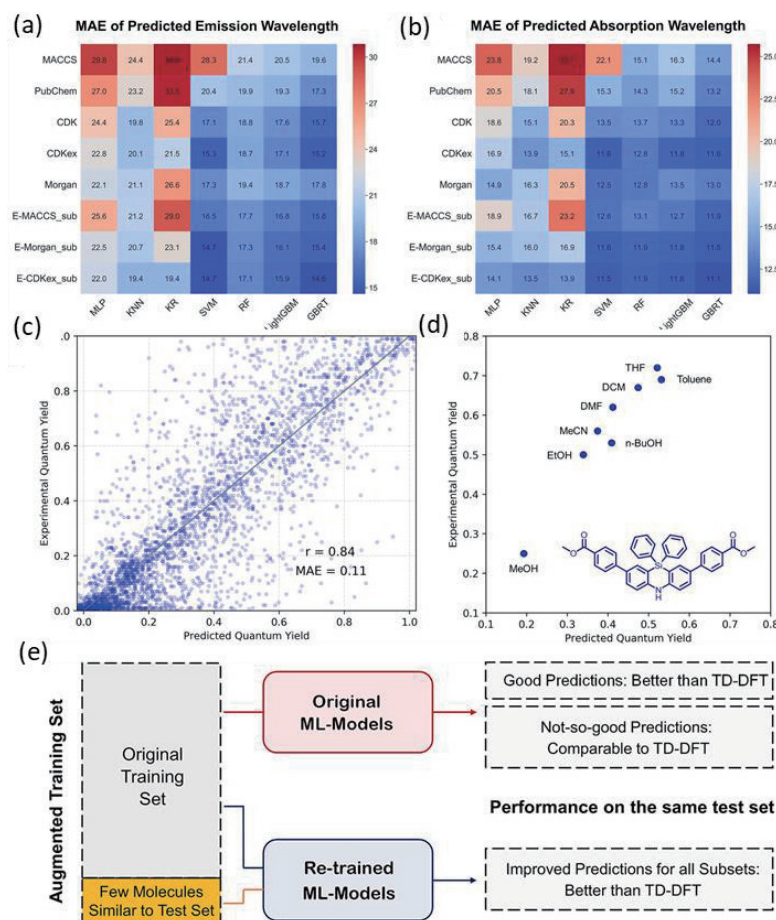 (a)
MAE of Predicted Emission Wavelength
MACCS 24.4 28.3 21.4 20.5 19.6
PubChem 27.0 23.2 20.4 19.9 19.3 17.3
CDK 24.4 19.8 25.4 17.1 18.8 17.6 15.7
CDKex 22.8 20.1 21.5 15.3 18.7 17.1 15.2
Morgan 22.1 21.1 26.6 17.3 19.4 18.7 17.8
E-MACCS_sub 25.6 21.2 29.0 16.5 17.7 16.8 15.8
E-Morgan_sub 22.5 20.7 23.1 14.7 17.3 16.1 15.4
E-CDKex_sub 22.0 19.4 19.4 14.7 17.1 15.9
MLP KNN KR SVM RF ightGBM GBRT
30
27
24
21
18
15
(b)
MAE of Predicted Absorption Wavelength
MACCS 23.8 19.2 22.1 15.1 16.3 14.4
PubChem 20.5 18.1 27.9 15.3 14.3 15.2 13.2
CDK 18.6 15.1 20.3 13.5 13.7 13.3 12.0
CDKex 16.9 13.9 15.1 11.8 12.8 11.8
Morgan 14.9 16.3 20.5 12.5 12.8 13.5 13.0
E-MACCS_sub 18.9 16.7 23.2 12.6 13.1 12.7 11.9
E-Morgan_sub 15.4 16.0 16.9
E-CDKex_sub 14.1 13.5 13.9
MLP KNN KR SVM RF ightGBM GBRT
25.0
22.5
20.0
17.5
15.0
12.5
(c)
.0
0.8
0.6
0.4
0.2
.0
Experimental Quantum Yield
r = 0.84
MAE = 0.11
0.0 0.2 0.4 0.6 0.8 1.0
Predicted Quantum Yield
(d)
0.8
0.7
0.6
0.5
0.4
0.3
0.2
0.1
Experimental Quantum Yield
THF
Toluene
DCM
DMF
MeCN
n-BuOH
EtOH
MeOH
O
O
Si
O
O
N
H
0.1 0.2 0.3 0.4 0.5 0.6 0.7 0.8
Predicted Quantum Yield
(e)
Augmented Training Set
Original
Training
Set
Few Molecules
Similar to Test Set
Original
ML-Models
Re-trained
ML-Models
Good Predictions: Better than TD-DFT
Not-so-good Predictions:
Comparable to TD-DFT
Performance on the same test set
Improved Predictions for all Subsets:
Better than TD-DFT